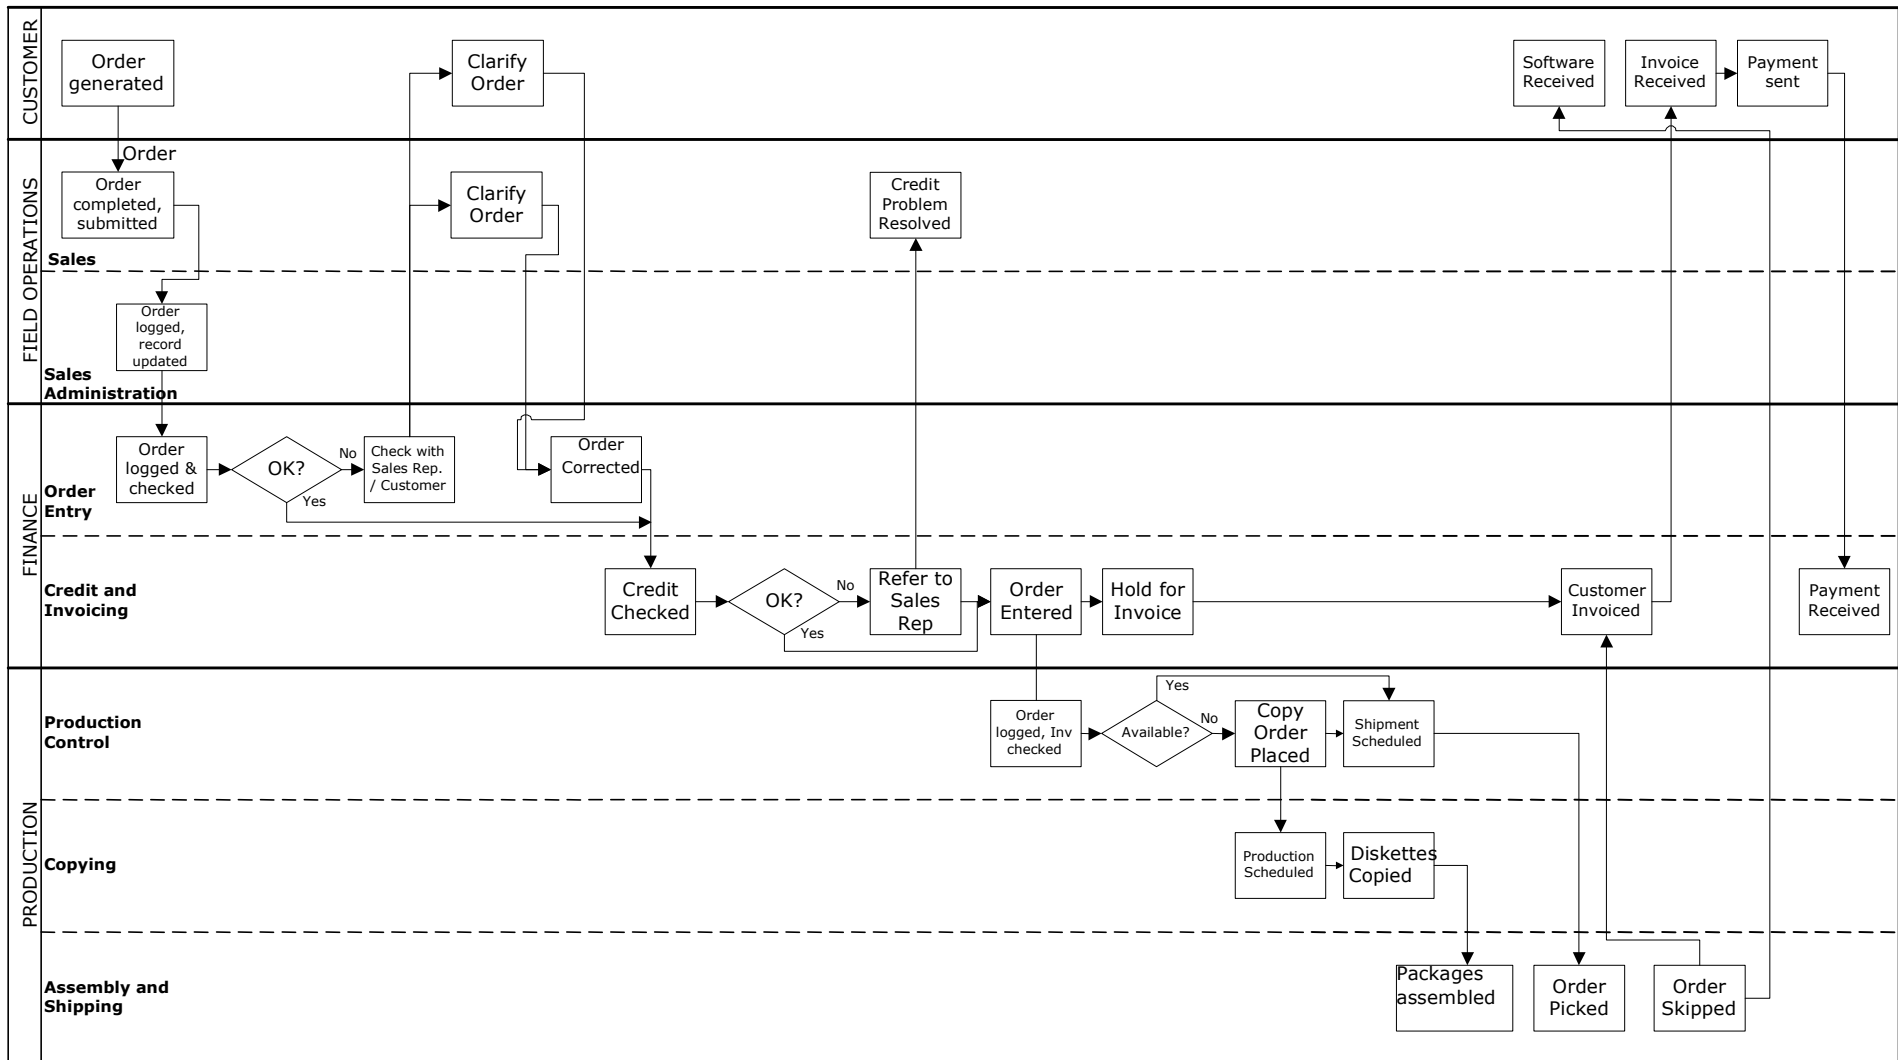 CUSTOMER
Order
generated
Clarify
Order
Software
Received
Invoice
Received
Payment
sent
Order
FIELD OPERATIONS
Order
completed,
submitted
Clarify
Order
Credit
Problem
Resolved
Sales
Order
logged,
record
updated
Sales
Administration
FINANCE
Order
logged &
checked
OK?
No
Yes
Check with
Sales Rep.
/ Customer
Order
Corrected
Order
Entry
Credit and
Invoicing
Credit
Checked
OK?
No
Yes
Refer to
Sales
Rep
Order
Entered
Hold for
Invoice
Customer
Invoiced
Payment
Received
PRODUCTION
Production
Control
Order
logged, Inv
checked
Available?
Yes
No
Copy
Order
Placed
Shipment
Scheduled
Copying
Production
Scheduled
Diskettes
Copied
Assembly and
Shipping
Packages
assembled
Order
Picked
Order
Skipped